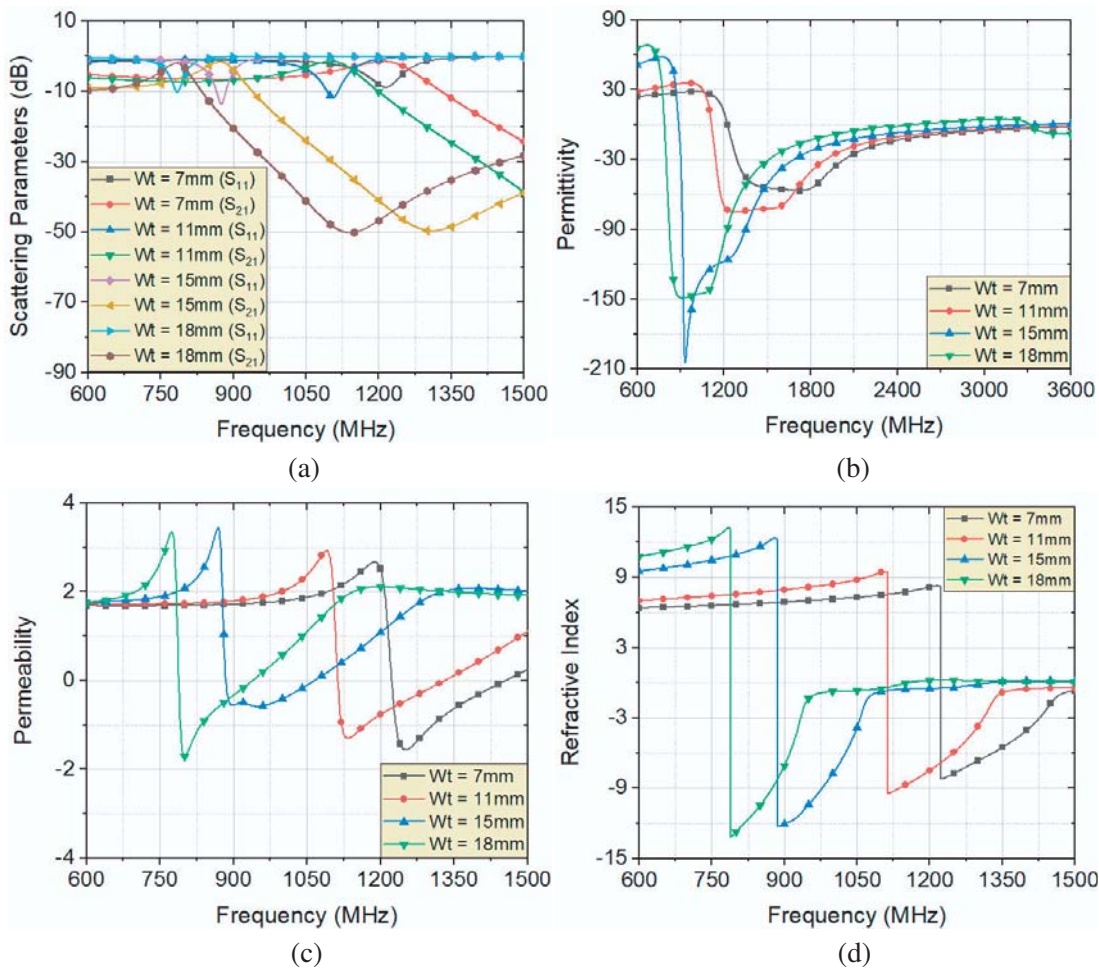 10
-10
-30
-50
-70
-90
Scattering Parameters (dB)
Wt = 7mm (S₁₁)
Wt = 7mm (S₂₁)
Wt = 11mm (S₁₁)
Wt = 11mm (S₂₁)
Wt = 15mm (S₁₁)
Wt = 15mm (S₂₁)
Wt = 18mm (S₁₁)
Wt = 18mm (S₂₁)
600 750 900 1050 1200 1350 1500
Frequency (MHz)
(a)
90
30
-30
-90
-150
-210
Permittivity
Wt = 7mm
Wt = 11mm
Wt = 15mm
Wt = 18mm
600 1200 1800 2400 3000 3600
Frequency (MHz)
(b)
4
2
0
-2
-4
Permeability
Wt = 7mm
Wt = 11mm
Wt = 15mm
Wt = 18mm
600 750 900 1050 1200 1350 1500
Frequency (MHz)
(c)
15
9
3
-3
-9
-15
Refractive Index
Wt = 7mm
Wt = 11mm
Wt = 15mm
Wt = 18mm
600 750 900 1050 1200 1350 1500
Frequency (MHz)
(d)